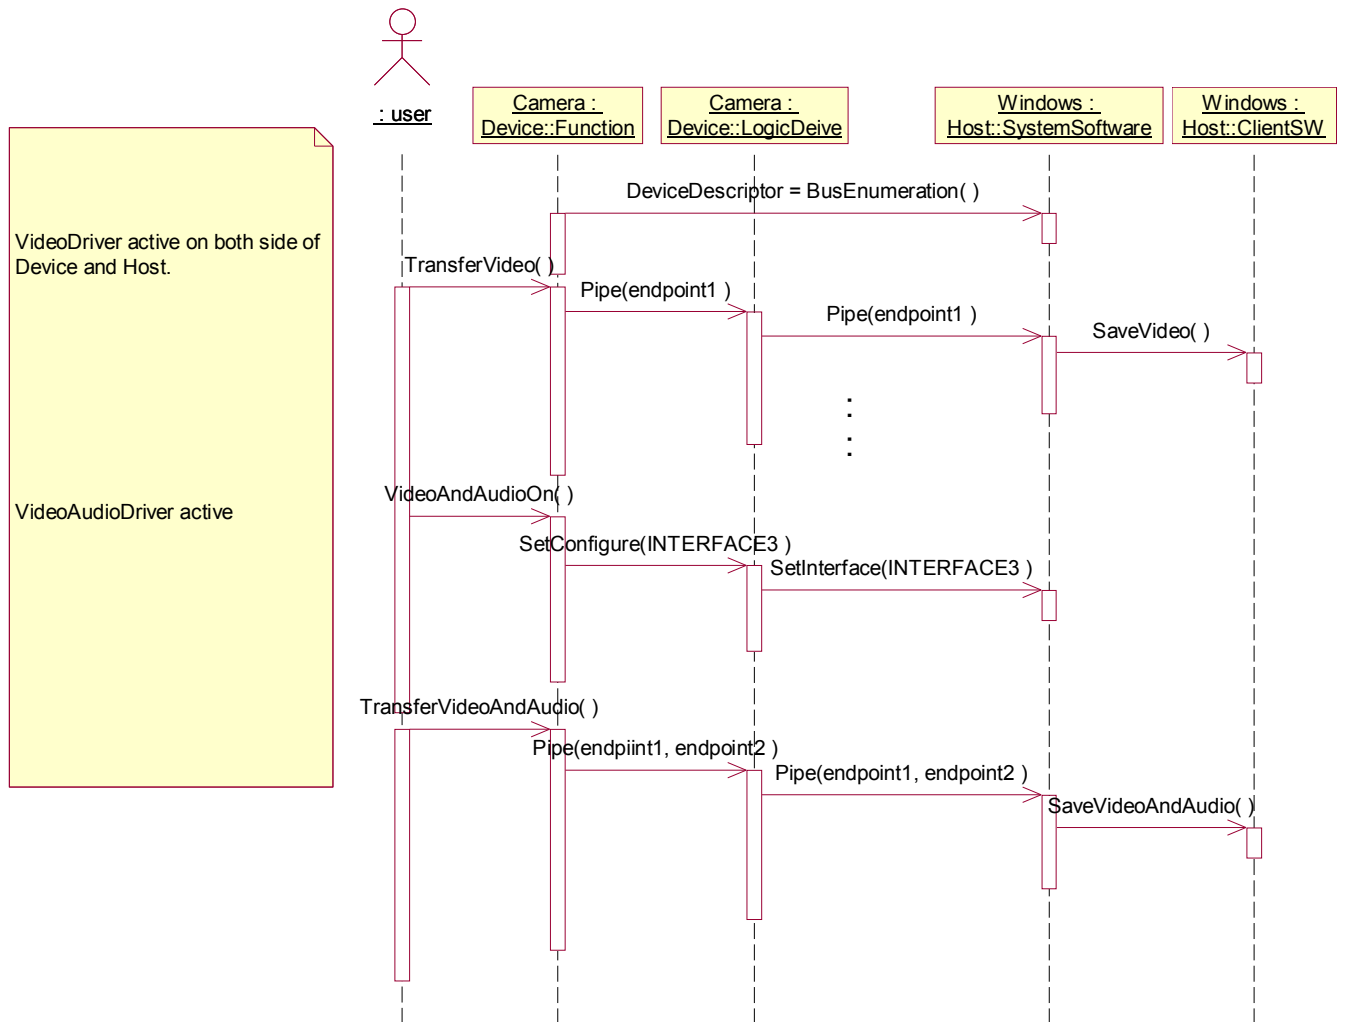 : user
Camera :
Device::Function
Camera :
Device::LogicDeive
Windows :
Host::SystemSoftware
Windows :
Host::ClientSW
DeviceDescriptor = BusEnumeration( )
VideoDriver active on both side of
Device and Host.
TransferVideo( )
Pipe(endpoint1 )
Pipe(endpoint1 )
SaveVideo( )
VideoAndAudioOn( )
VideoAudioDriver active
SetConfigure(INTERFACE3 )
SetInterface(INTERFACE3 )
TransferVideoAndAudio( )
Pipe(endpiint1, endpoint2 )
Pipe(endpoint1, endpoint2 )
SaveVideoAndAudio( )